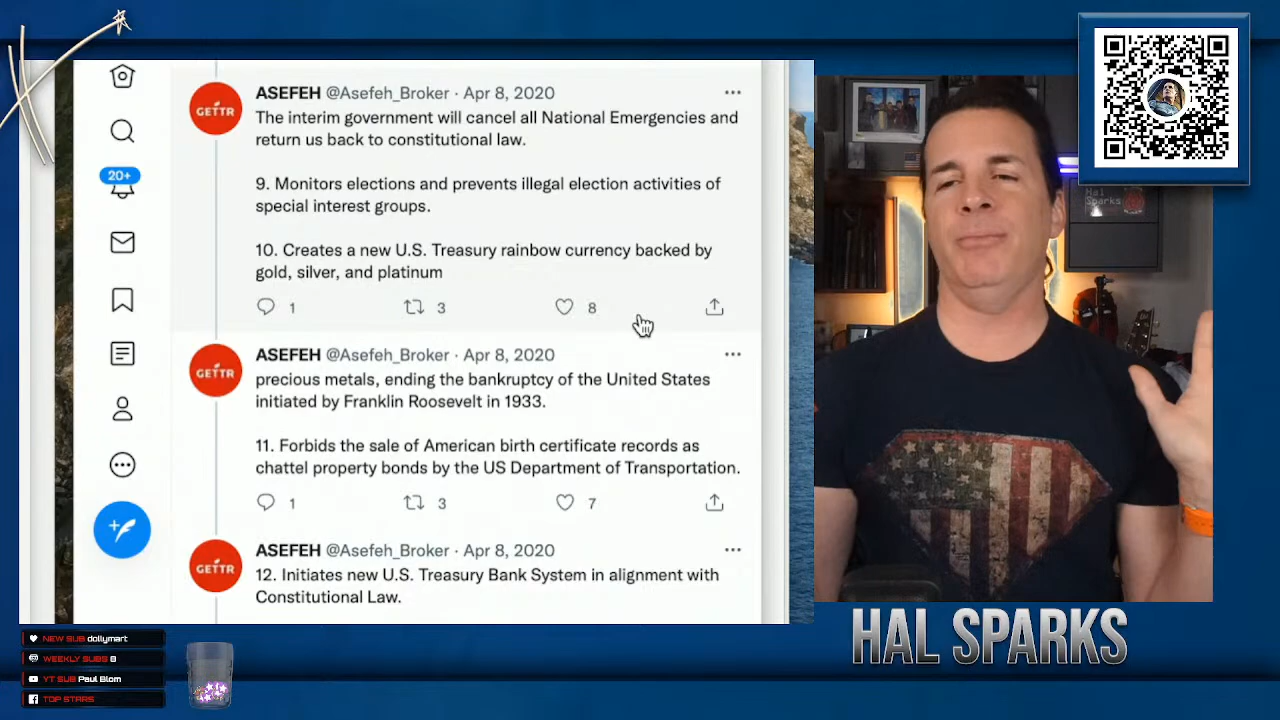 ASEFEH @Asefeh_Broker · Apr 8, 2020
The interim government will cancel all National Emergencies and
return us back to constitutional law.
9. Monitors elections and prevents illegal election activities of
special interest groups.
10. Creates a new U.S. Treasury rainbow currency backed by
gold, silver, and platinum
1 3 8
GETTR
20+
ASEFEH @Asefeh_Broker · Apr 8, 2020
precious metals, ending the bankruptcy of the United States
initiated by Franklin Roosevelt in 1933.
11. Forbids the sale of American birth certificate records as
chattel property bonds by the US Department of Transportation.
1 3 7
GETTR
ASEFEH @Asefeh_Broker · Apr 8, 2020
12. Initiates new U.S. Treasury Bank System in alignment with
Constitutional Law.
GETTR
Hal
Sparks
HAL SPARKS
NEW SUB dollymart
WEEKLY SUBS 0
YT SUB Paul Blom
TOP STARS